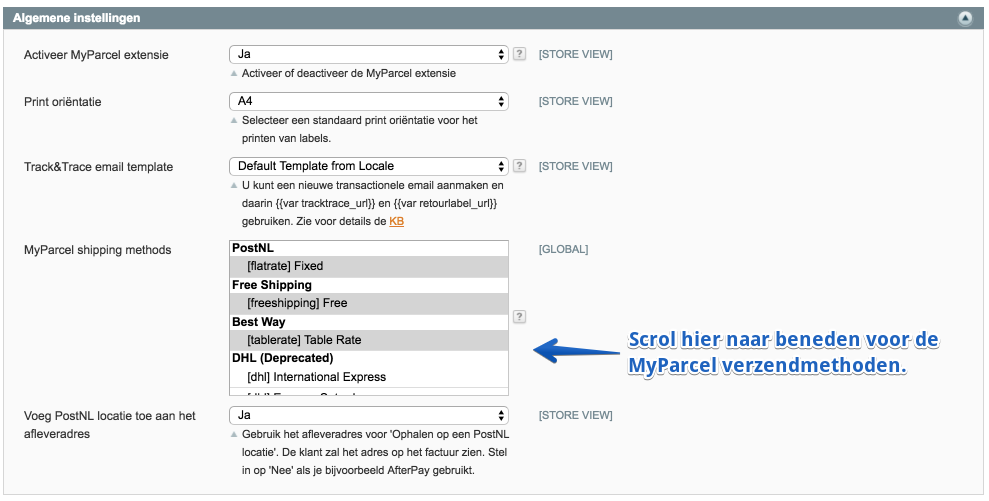 Algemene instellingen
Activeer MyParcel extensie
Ja
?
[STORE VIEW]
Activeer of deactiveer de MyParcel extensie
Print oriëntatie
A4
[STORE VIEW]
Selecteer een standaard print oriëntatie voor het
printen van labels.
Track&Trace email template
Default Template from Locale
?
[STORE VIEW]
U kunt een nieuwe transactionele email aanmaken en
daarin {{var tracktrace_url}} en {{var retourlabel_url}}
gebruiken. Zie voor details de KB
MyParcel shipping methods
[GLOBAL]
PostNL
[flatrate] Fixed
Free Shipping
[freeshipping] Free
Best Way
[tablerate] Table Rate
DHL (Deprecated)
[dhl] International Express
?
Scrol hier naar beneden voor de
MyParcel verzendmethoden.
Voeg PostNL locatie toe aan het
afleveradres
Ja
[STORE VIEW]
Gebruik het afleveradres voor 'Ophalen op een PostNL
locatie'. De klant zal het adres op het factuur zien. Stel
in op 'Nee' als je bijvoorbeeld AfterPay gebruikt.